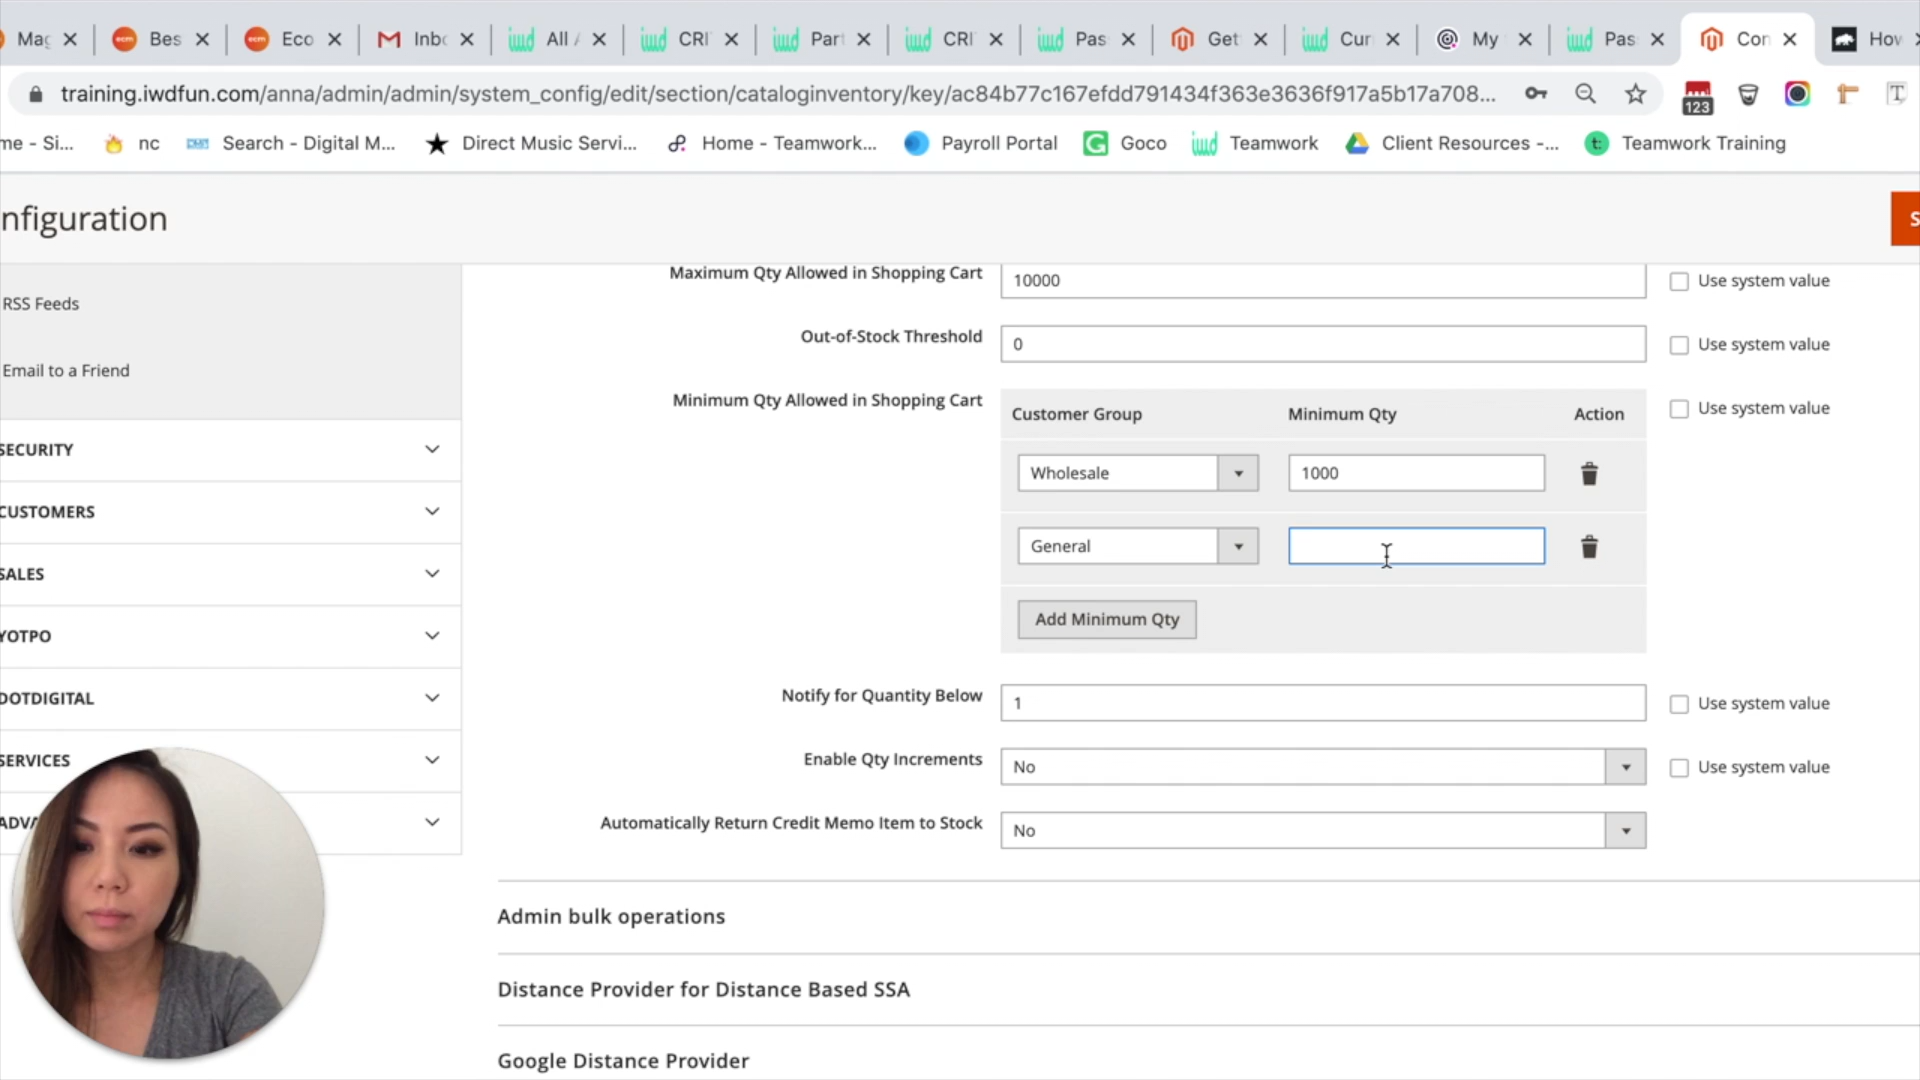 Mag Bes Eco Inbo All A CRI Part CRI Pas Get Cur My Pas Con How
training.iwdfun.com/anna/admin/admin/system_config/edit/section/cataloginventory/key/ac84b77c167efdd791434f363e3636f917a5b17a708...
123
me - Si... nc Search - Digital M... Direct Music Servi... Home - Teamwork... Payroll Portal Goco Teamwork Client Resources -... Teamwork Training
nfiguration
S
RSS Feeds
Email to a Friend
SECURITY
CUSTOMERS
SALES
YOTPO
DOTDIGITAL
SERVICES
ADVA
Maximum Qty Allowed in Shopping Cart 10000 Use system value
Out-of-Stock Threshold 0 Use system value
Minimum Qty Allowed in Shopping Cart Customer Group Minimum Qty Action Use system value
Wholesale 1000
General
Add Minimum Qty
Notify for Quantity Below 1 Use system value
Enable Qty Increments No Use system value
Automatically Return Credit Memo Item to Stock No
Admin bulk operations
Distance Provider for Distance Based SSA
Google Distance Provider